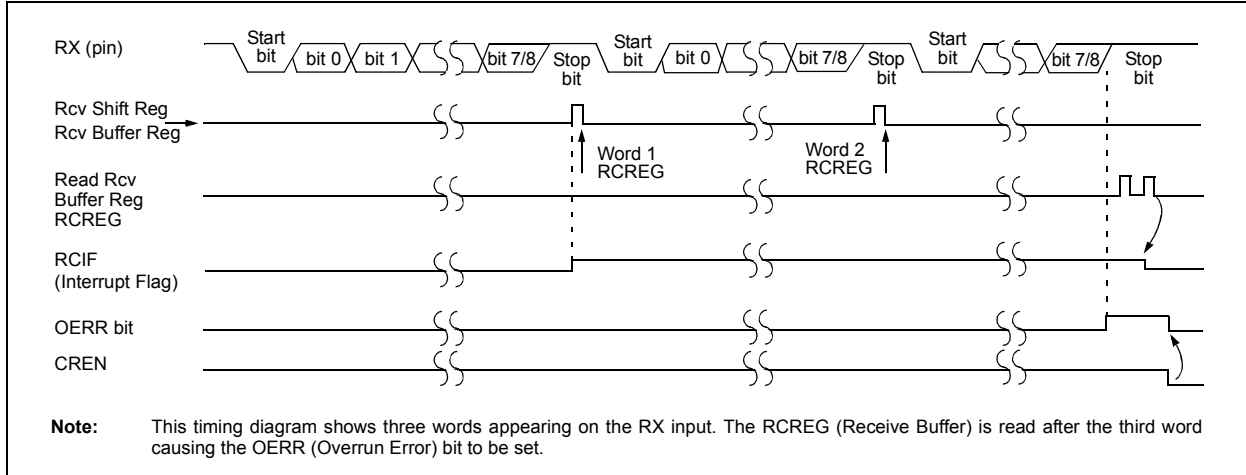 RX (pin)
Start bit
bit 0
bit 1
bit 7/8
Stop bit
Start bit
bit 0
bit 7/8
Stop bit
Start bit
bit 7/8
Stop bit
Rcv Shift Reg
Rcv Buffer Reg
Word 1
RCREG
Word 2
RCREG
Read Rcv
Buffer Reg
RCREG
RCIF
(Interrupt Flag)
OERR bit
CREN
Note: This timing diagram shows three words appearing on the RX input. The RCREG (Receive Buffer) is read after the third word
causing the OERR (Overrun Error) bit to be set.